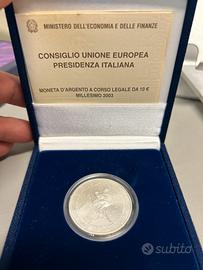 MINISTERO DELL'ECONOMIA E DELLE FINANZE
CONSIGLIO UNIONE EUROPEA
PRESIDENZA ITALIANA
MONETA D'ARGENTO A CORSO LEGALE DA 10 €
MILLESIMO 2003
subito